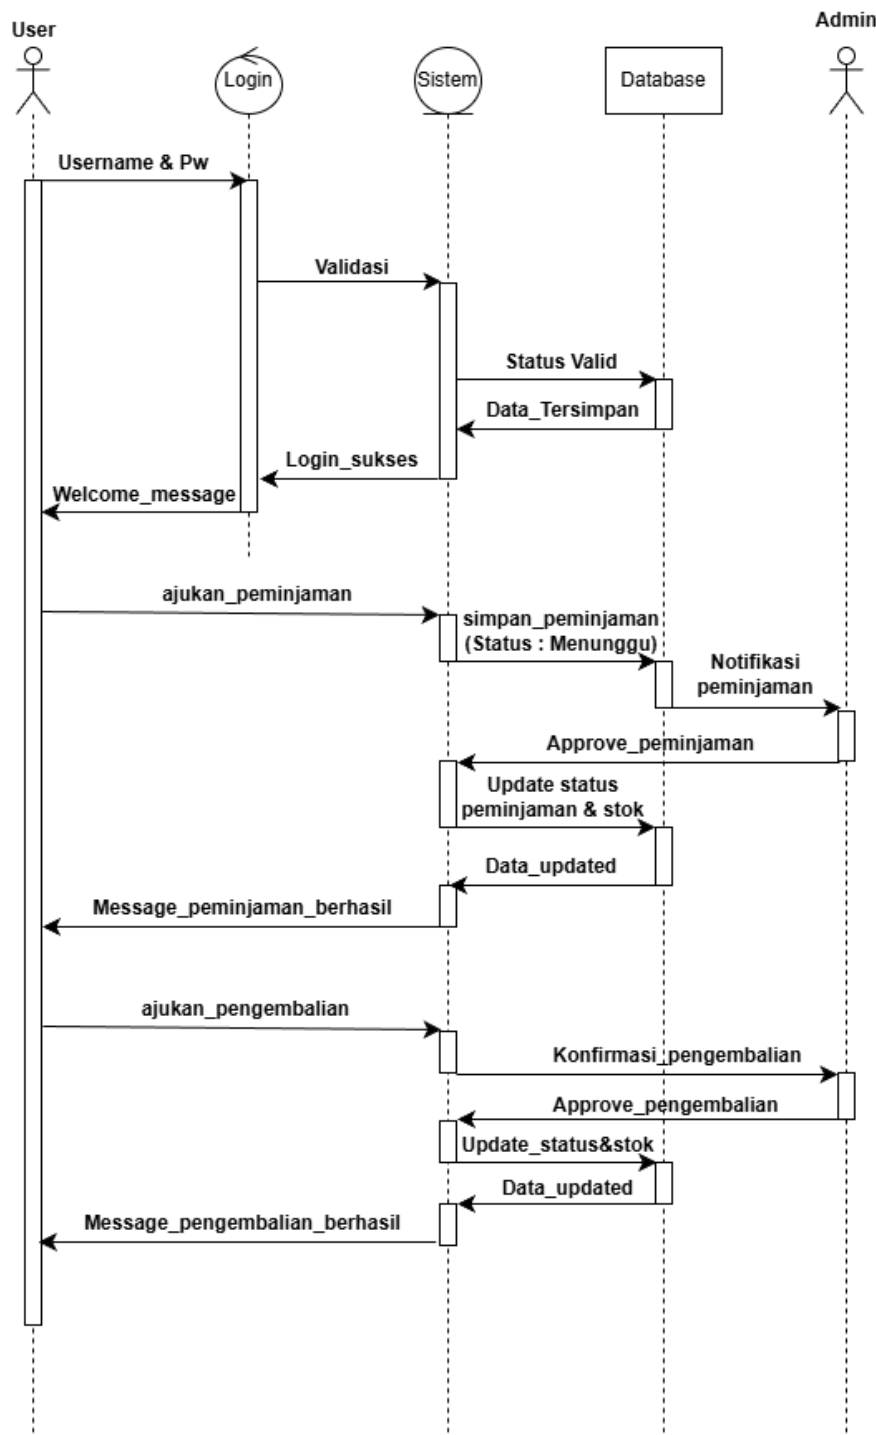 User
Admin
Login
Sistem
Database
Username & Pw
Validasi
Status Valid
Data_Tersimpan
Login_sukses
Welcome_message
ajukan_peminjaman
simpan_peminjaman
(Status : Menunggu)
Notifikasi
peminjaman
Approve_peminjaman
Update status
peminjaman & stok
Data_updated
Message_peminjaman_berhasil
ajukan_pengembalian
Konfirmasi_pengembalian
Approve_pengembalian
Update_status&stok
Data_updated
Message_pengembalian_berhasil